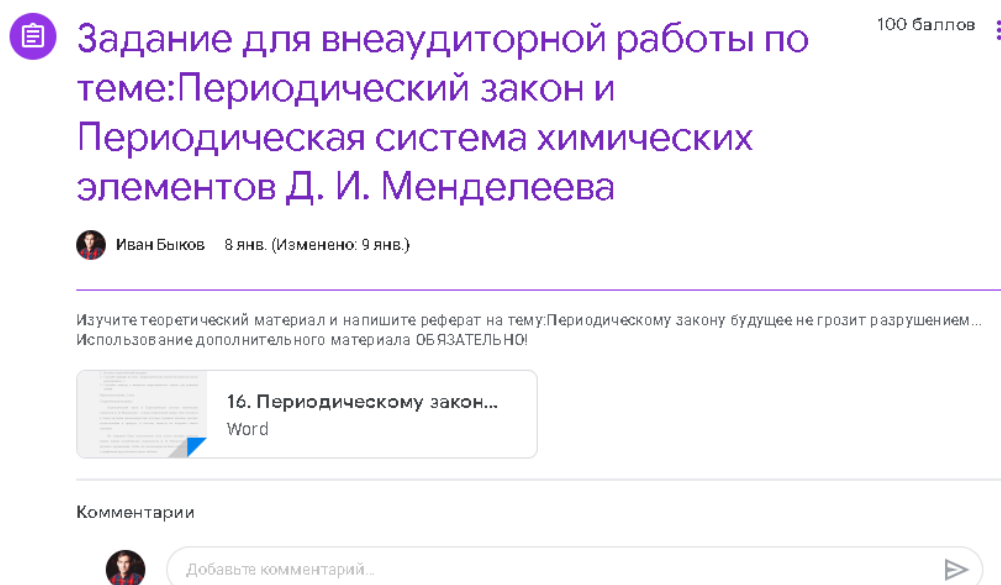 Задание для внеаудиторной работы по
100 баллов
теме:Периодический закон и
Периодическая система химических
элементов Д. И. Менделеева
Иван Быков 8 янв. (Изменено: 9 янв.)
Изучите теоретический материал и напишите реферат на тему:Периодическому закону будущее не грозит разрушением...
Использование дополнительного материала ОБЯЗАТЕЛЬНО!
16. Периодическому закон...
Word
Комментарии
Добавьте комментарий...